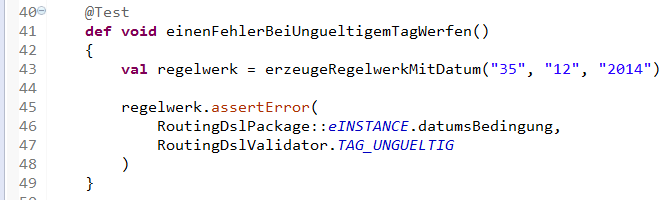 40 @Test
41 def void einenFehlerBeiUngueltigemTagWerfen()
42 {
43 val regelwerk = erzeugeRegelwerkMitDatum("35", "12", "2014")
44
45 regelwerk.assertError(
46 RoutingDslPackage::eINSTANCE.datumsBedingung,
47 RoutingDslValidator.TAG_UNGUELTIG
48 )
49 }